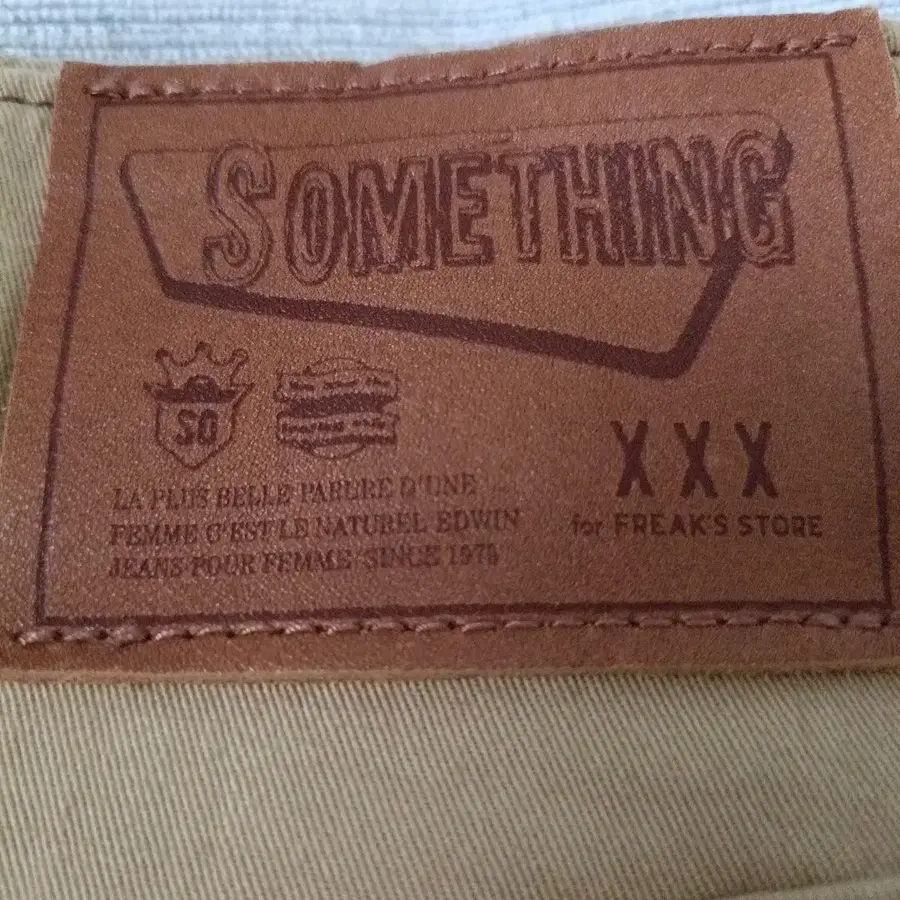 SOMETHING
SO
LA PLUS BELLE PARURE D'UNE
FEMME C'EST LE NATUREL EDWIN
JEANS POUR FEMME SINCE 1979
XXX
for FREAK'S STORE